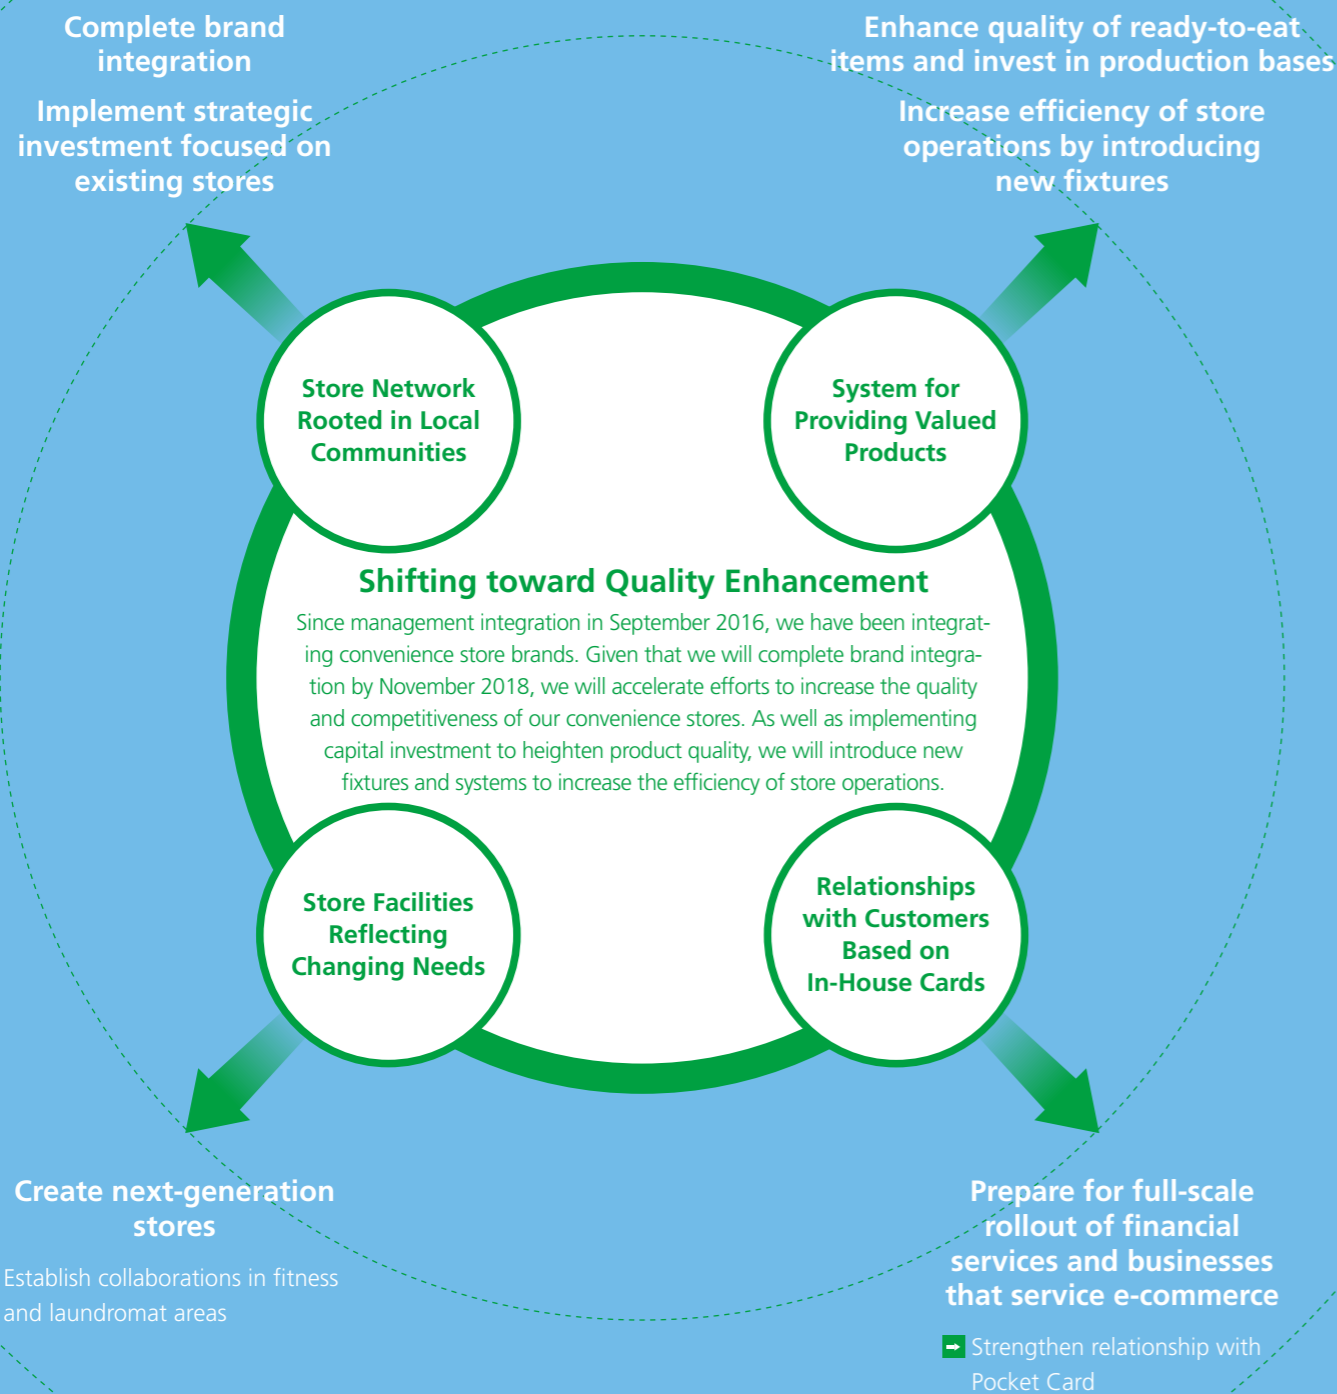 Complete brand
integration
Implement strategic
investment focused on
existing stores
Enhance quality of ready-to-eat
items and invest in production bases
Increase efficiency of store
operations by introducing
new fixtures
Store Network
Rooted in Local
Communities
System for
Providing Valued
Products
Shifting toward Quality Enhancement
Since management integration in September 2016, we have been integrat-
ing convenience store brands. Given that we will complete brand integra-
tion by November 2018, we will accelerate efforts to increase the quality
and competitiveness of our convenience stores. As well as implementing
capital investment to heighten product quality, we will introduce new
fixtures and systems to increase the efficiency of store operations.
Store Facilities
Reflecting
Changing Needs
Relationships
with Customers
Based on
In-House Cards
Create next-generation
stores
Establish collaborations in fitness
and laundromat areas
Prepare for full-scale
rollout of financial
services and businesses
that service e-commerce
Strengthen relationship with
Pocket Card